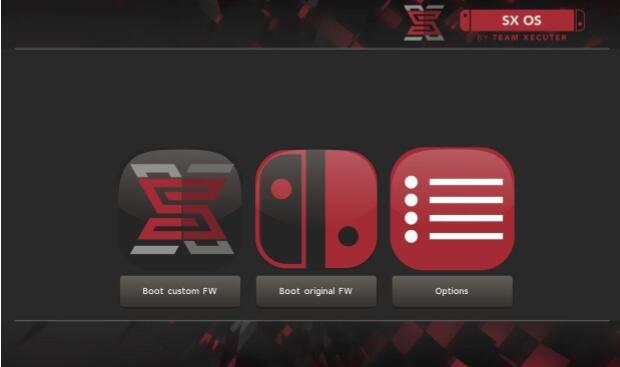 SX OS
BY TEAM XECUTER
Boot custom FW
Boot original FW
Options